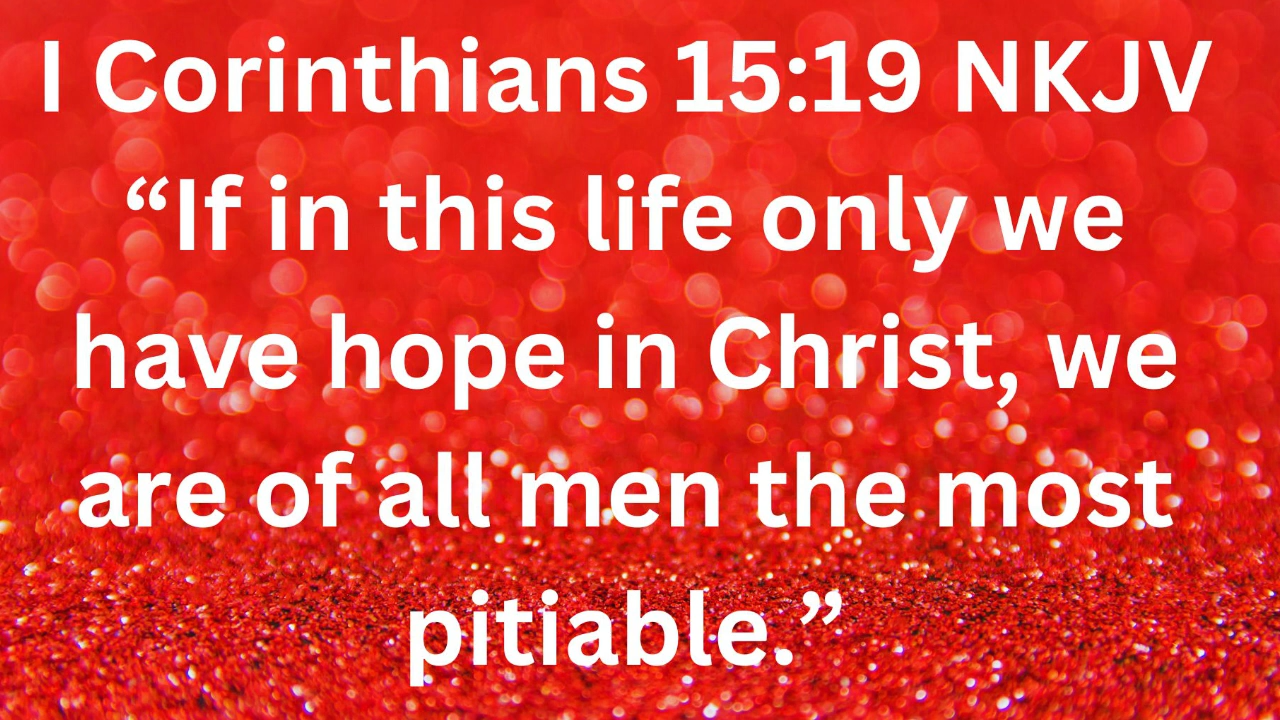 I Corinthians 15:19 NKJV
“If in this life only we
have hope in Christ, we
are of all men the most
pitiable.”